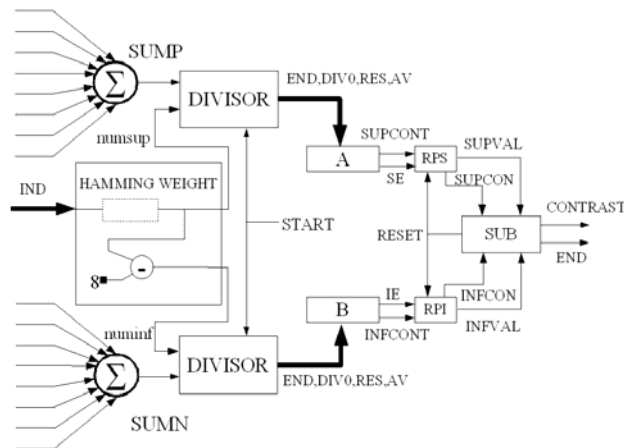 SUMP
Σ
DIVISOR
END,DIV0,RES,AV
numsup
SUPCONT
A
SE
RPS
SUPVAL
SUPCON
IND
HAMMING WEIGHT
START
RESET
SUB
CONTRAST
END
8
-
numinf
B
IE
INFCONT
RPI
INFCON
INFVAL
Σ
DIVISOR
END,DIV0,RES,AV
SUMN